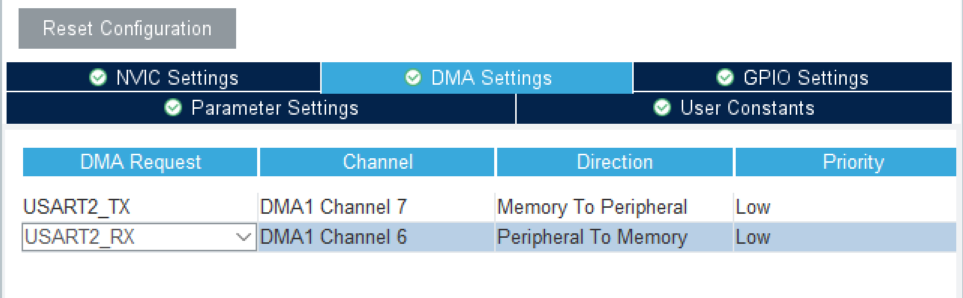 Reset Configuration
NVIC Settings DMA Settings GPIO Settings
Parameter Settings User Constants
DMA Request Channel Direction Priority
USART2_TX DMA1 Channel 7 Memory To Peripheral Low
USART2_RX DMA1 Channel 6 Peripheral To Memory Low